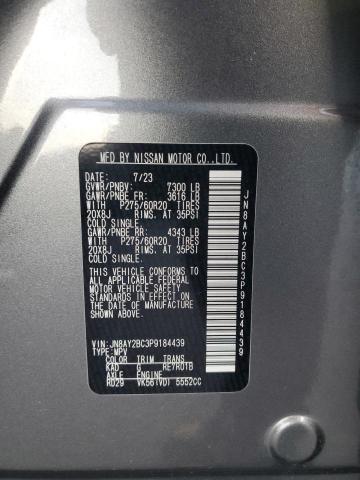 MFD BY NISSAN MOTOR CO.,LTD.
DATE: 7/23
GVWR/PNBV: 7300 LB
GAWR/PNBE FR: 3616 LB
WITH P275/60R20 TIRES
20X8J RIMS. AT 35PSI
COLD SINGLE.
GAWR/PNBE RR: 4343 LB
WITH P275/60R20 TIRES
20X8J RIMS. AT 35PSI
COLD SINGLE.
THIS VEHICLE CONFORMS TO
ALL APPLICABLE FEDERAL
MOTOR VEHICLE SAFETY
STANDARDS IN EFFECT ON
THE DATE OF MANUFACTURE
SHOWN ABOVE.
VIN:JN8AY2BC3P9184439
TYPE:MPV
COLOR TRIM TRANS
KAD G RE7R01B
AXLE ENGINE
RD29 VK56(VD) 5552CC
JN8AY2BC3P9184439